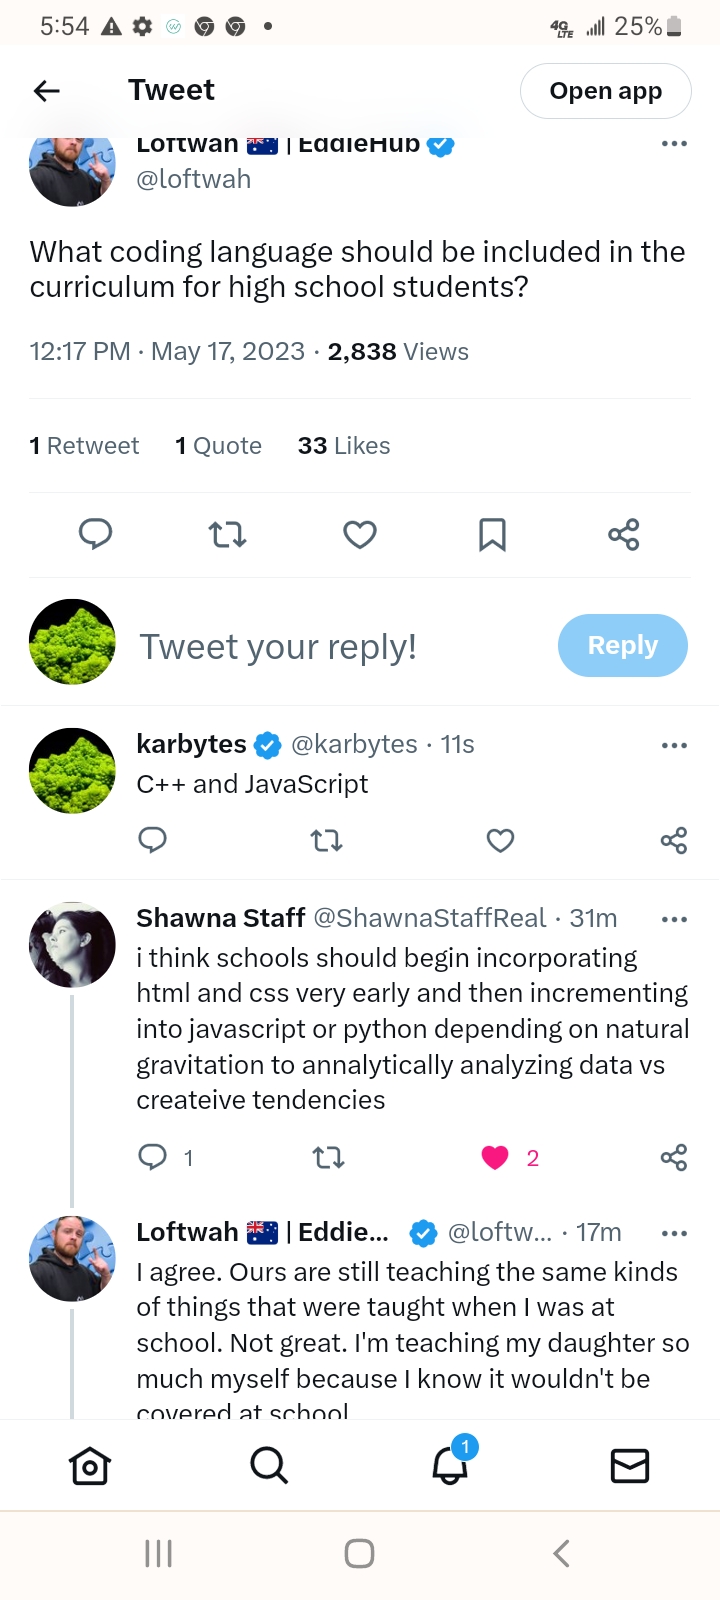 5:54 4G LTE 25%
Tweet Open app
Loftwah 🇦🇺 | EddieHub
@loftwah
What coding language should be included in the
curriculum for high school students?
12:17 PM · May 17, 2023 · 2,838 Views
1 Retweet 1 Quote 33 Likes
Tweet your reply! Reply
karbytes @karbytes · 11s
C++ and JavaScript
Shawna Staff @ShawnaStaffReal · 31m
i think schools should begin incorporating
html and css very early and then incrementing
into javascript or python depending on natural
gravitation to annalytically analyzing data vs
createive tendencies
1 2
Loftwah 🇦🇺 | Eddie... @loftw... · 17m
I agree. Ours are still teaching the same kinds
of things that were taught when I was at
school. Not great. I'm teaching my daughter so
much myself because I know it wouldn't be
covered at school
1